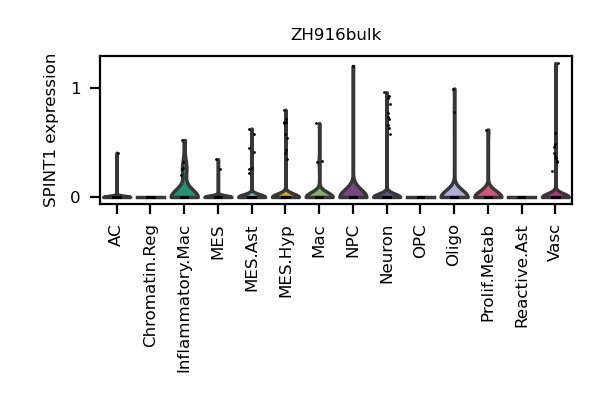 ZH916bulk
SPINT1 expression
1
0
AC
Chromatin.Reg
Inflammatory.Mac
MES
MES.Ast
MES.Hyp
Mac
NPC
Neuron
OPC
Oligo
Prolif.Metab
Reactive.Ast
Vasc